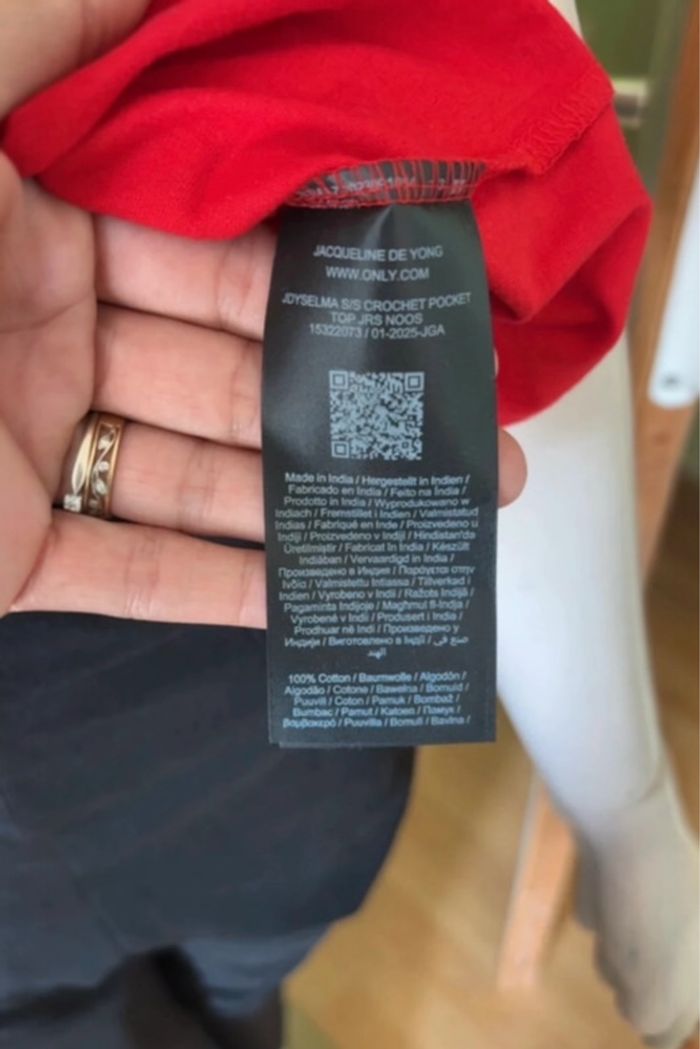 JACQUELINE DE YONG
WWW.ONLY.COM
JDYSELMA S/S CROCHET POCKET
TOP JRS NOOS
15322073 / 01-2025-JGA
Made in India / Hergestellt in Indien /
Fabricado en India / Feito na Índia /
Prodotto in India / Wyprodukowano w
Indiach / Fremstillet i Indien / Valmistatud
Indias / Fabriqué en Inde / Proizvedeno u
Indiji / Proizvedeno v Indiji / Hindistan'da
Üretilmiştir / Fabricat în India / Készült
Indiában / Vervaardigd in India /
Произведено в Индия / Παράγεται στην
Ινδία / Valmistettu Intiassa / Tillverkad i
Indien / Vyrobeno v Indii / Ražots Indijā /
Pagaminta Indijoje / Magħmul fl-Indja /
Vyrobené v Indii / Produsert i India /
Prodhuar në Indi / Произведено у
Индији / Виготовлено в Індії / صنع في
الهند
100% Cotton / Baumwolle / Algodón /
Algodão / Cotone / Bawełna / Bomuld /
Puuvill / Coton / Pamuk / Bombaž /
Bumbac / Pamut / Katoen / Памук /
βαμβακερό / Puuvilla / Bomull / Bavlna /